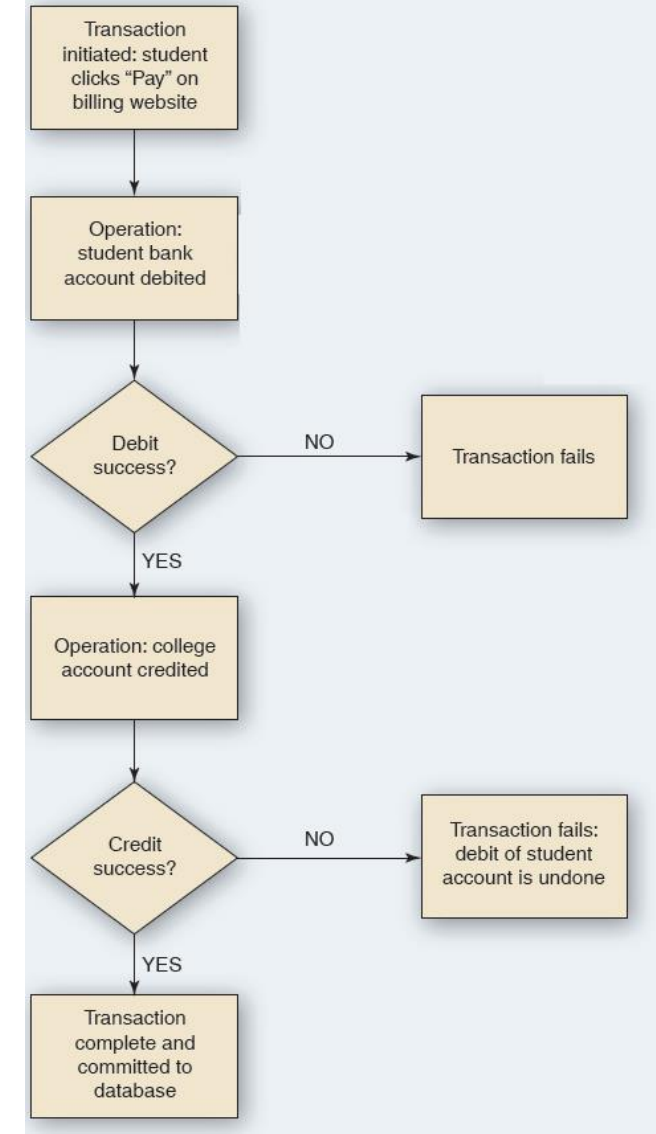 Transaction
initiated: student
clicks “Pay” on
billing website
Operation:
student bank
account debited
Debit
success?
NO
Transaction fails
YES
Operation: college
account credited
Credit
success?
NO
Transaction fails:
debit of student
account is undone
YES
Transaction
complete and
committed to
database